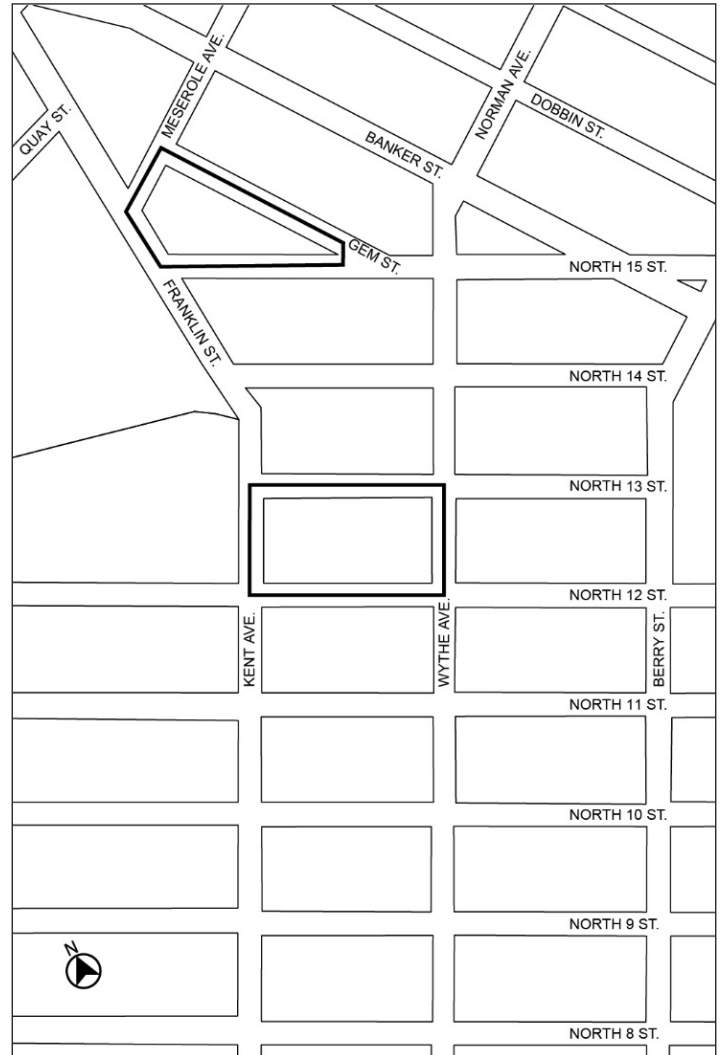 MESEROLE AVE.
NORMAN AVE.
DOBBIN ST.
QUAY ST.
BANKER ST.
GEM ST.
NORTH 15 ST.
FRANKLIN ST.
NORTH 14 ST.
NORTH 13 ST.
NORTH 12 ST.
KENT AVE.
WYTHE AVE.
BERRY ST.
NORTH 11 ST.
NORTH 10 ST.
NORTH 9 ST.
N
NORTH 8 ST.